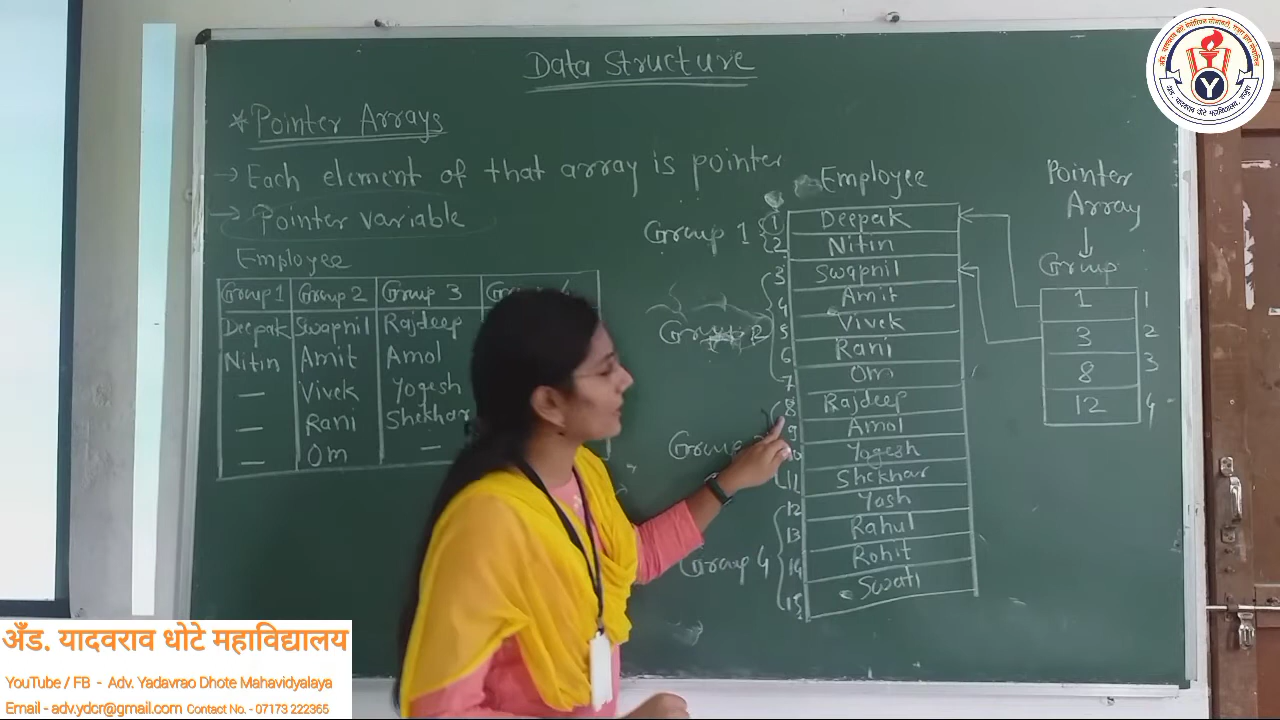 Data Structure
* Pointer Arrays
→ Each element of that array is pointer
→ Pointer variable
Employee
Group 1 Group 2 Group 3
Deepak Swapnil Rajdeep
Nitin Amit Amol
— Vivek Yogesh
— Rani Shekhar
— Om —
Employee
Group 1
1 Deepak
2 Nitin
3 Swapnil
4 Amit
Group 2
5 Vivek
6 Rani
7 Om
8 Rajdeep
9 Amol
Group
10 Yogesh
11 Shekhar
12 Yash
13 Rahul
Group 4
14 Rohit
15 Swati
Pointer
Array
Group
1 1
3 2
8 3
12 4
Y
अ‍ॅड. यादवराव धोटे महाविद्यालय
YouTube / FB - Adv. Yadavrao Dhote Mahavidyalaya
Email - adv.ydcr@gmail.com Contact No. - 07173 222365